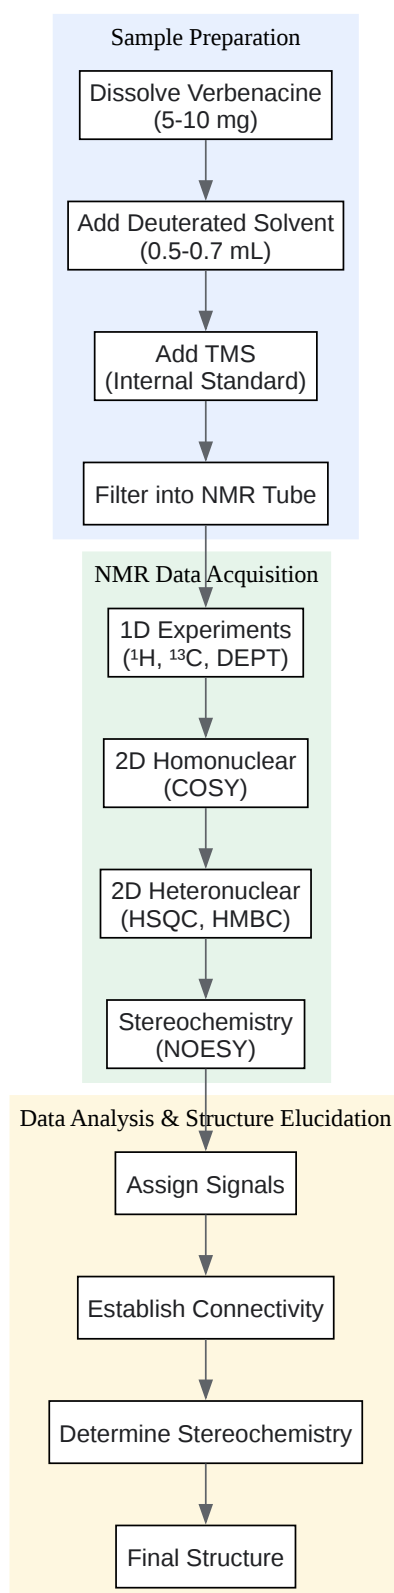 Sample Preparation
Dissolve Verbenacine
(5-10 mg)
Add Deuterated Solvent
(0.5-0.7 mL)
Add TMS
(Internal Standard)
Filter into NMR Tube
NMR Data Acquisition
1D Experiments
(¹H, ¹³C, DEPT)
2D Homonuclear
(COSY)
2D Heteronuclear
(HSQC, HMBC)
Stereochemistry
(NOESY)
Data Analysis & Structure Elucidation
Assign Signals
Establish Connectivity
Determine Stereochemistry
Final Structure